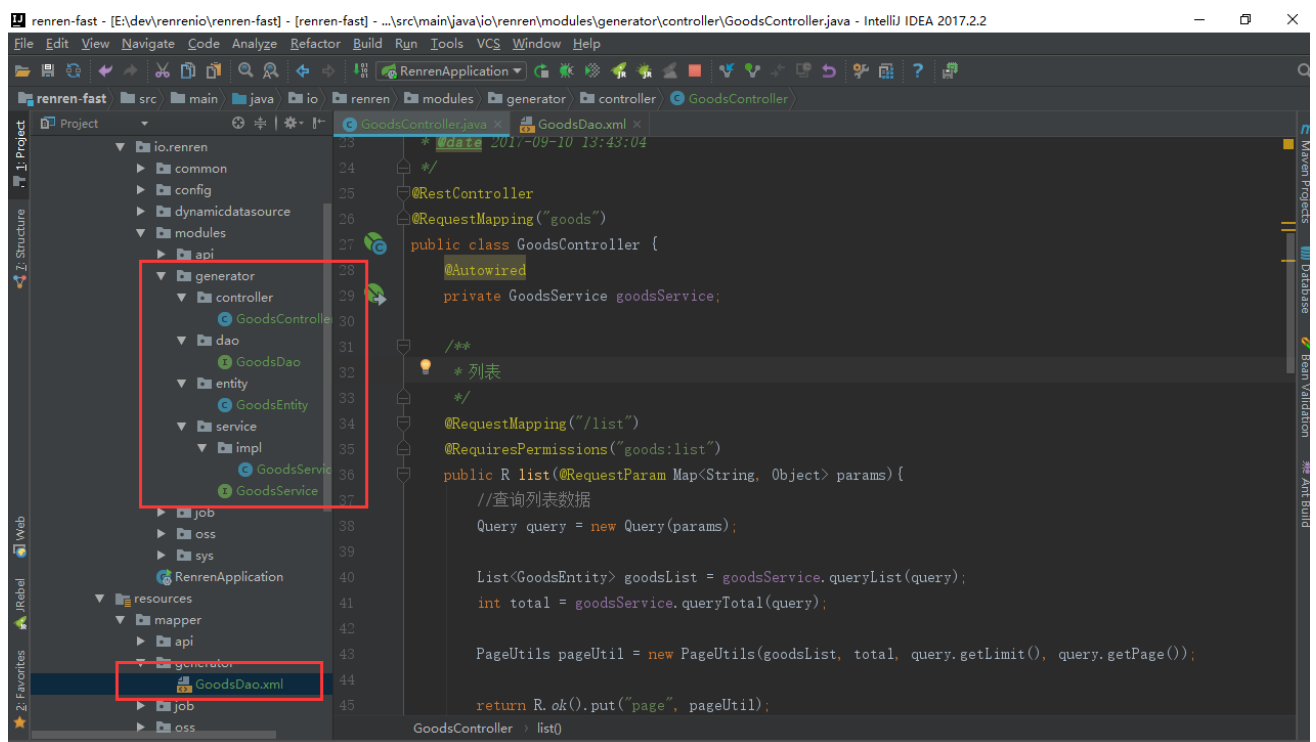 renren-fast - [E:\dev\renrenio\renren-fast] - [renren-fast] - ...\src\main\java\io\renren\modules\generator\controller\GoodsController.java - IntelliJ IDEA 2017.2.2
File Edit View Navigate Code Analyze Refactor Build Run Tools VCS Window Help
RenrenApplication
renren-fast src main java io renren modules generator controller GoodsController
Project
GoodsController.java GoodsDao.xml
1: Project
7: Structure
Web
JRebel
2: Favorites
io.renren
common
config
dynamicdatasource
modules
api
generator
controller
GoodsControlle
dao
GoodsDao
entity
GoodsEntity
service
impl
GoodsServic
GoodsService
job
oss
sys
RenrenApplication
resources
mapper
api
generator
GoodsDao.xml
job
oss
23 * @date 2017-09-10 13:43:04
24 */
25 @RestController
26 @RequestMapping("goods")
27 public class GoodsController {
28 @Autowired
29 private GoodsService goodsService;
30
31 /**
32 * 列表
33 */
34 @RequestMapping("/list")
35 @RequiresPermissions("goods:list")
36 public R list(@RequestParam Map<String, Object> params){
37 //查询列表数据
38 Query query = new Query(params);
39
40 List<GoodsEntity> goodsList = goodsService.queryList(query);
41 int total = goodsService.queryTotal(query);
42
43 PageUtils pageUtil = new PageUtils(goodsList, total, query.getLimit(), query.getPage());
44
45 return R.ok().put("page", pageUtil);
GoodsController list()
Maven Projects
Database
Bean Validation
Ant Build